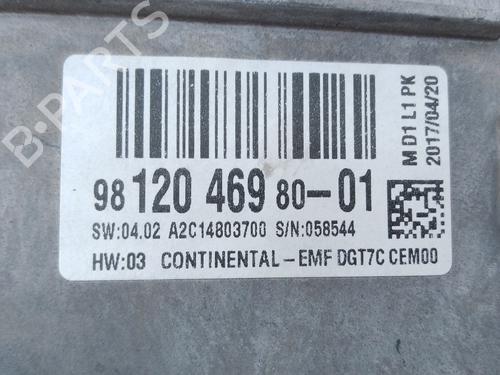 B-PARTS
98 120 469 80-01
SW:04.02 A2C14803700 S/N:058544
HW:03 CONTINENTAL-EMF DGT7C CEM00
M D1 L1 PK
2017/04/20